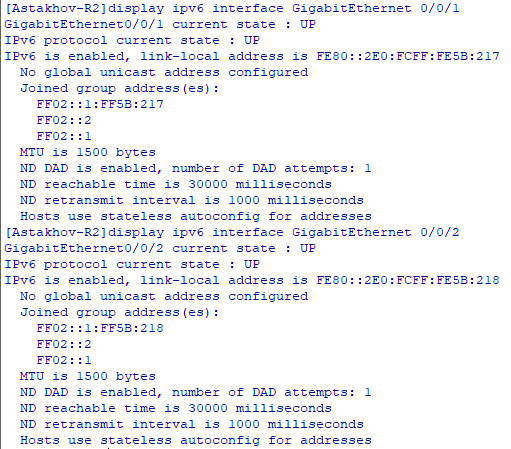 [Astakhov-R2]display ipv6 interface GigabitEthernet 0/0/1
GigabitEthernet0/0/1 current state : UP
IPv6 protocol current state : UP
IPv6 is enabled, link-local address is FE80::2E0:FCFF:FE5B:217
  No global unicast address configured
  Joined group address(es):
    FF02::1:FF5B:217
    FF02::2
    FF02::1
  MTU is 1500 bytes
  ND DAD is enabled, number of DAD attempts: 1
  ND reachable time is 30000 milliseconds
  ND retransmit interval is 1000 milliseconds
  Hosts use stateless autoconfig for addresses
[Astakhov-R2]display ipv6 interface GigabitEthernet 0/0/2
GigabitEthernet0/0/2 current state : UP
IPv6 protocol current state : UP
IPv6 is enabled, link-local address is FE80::2E0:FCFF:FE5B:218
  No global unicast address configured
  Joined group address(es):
    FF02::1:FF5B:218
    FF02::2
    FF02::1
  MTU is 1500 bytes
  ND DAD is enabled, number of DAD attempts: 1
  ND reachable time is 30000 milliseconds
  ND retransmit interval is 1000 milliseconds
  Hosts use stateless autoconfig for addresses